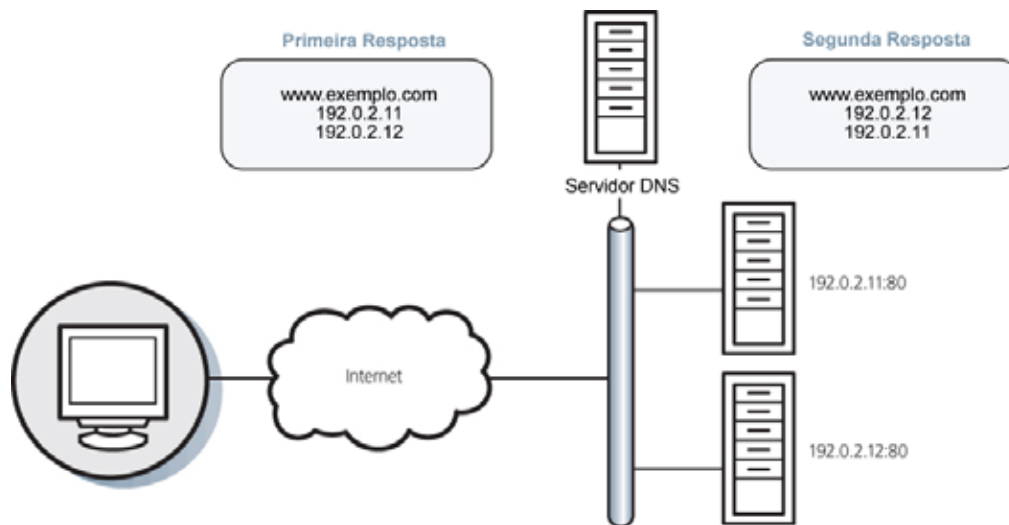 Primeira Resposta
www.exemplo.com
192.0.2.11
192.0.2.12
Segunda Resposta
www.exemplo.com
192.0.2.12
192.0.2.11
Servidor DNS
192.0.2.11:80
Internet
192.0.2.12:80